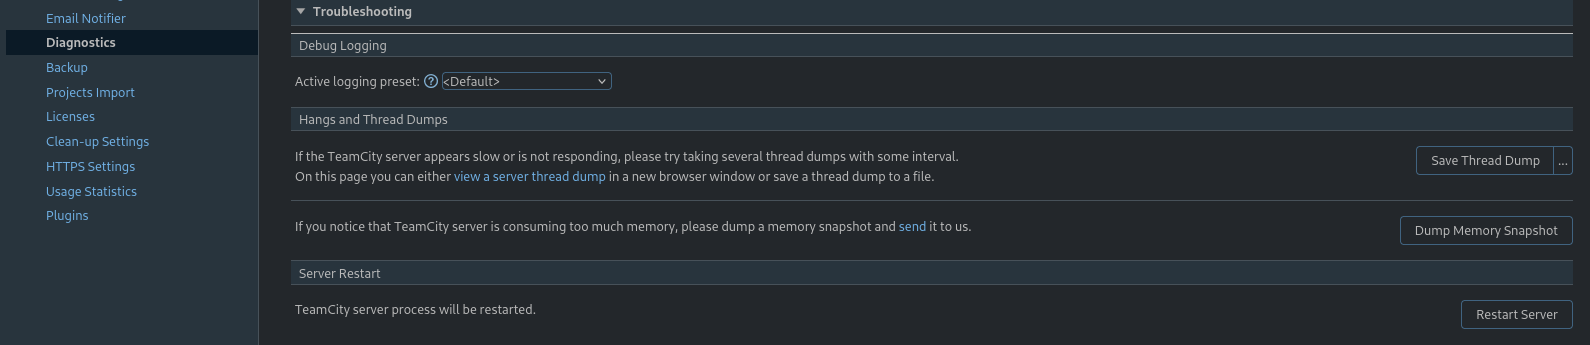 Email Notifier
Diagnostics
Backup
Projects Import
Licenses
Clean-up Settings
HTTPS Settings
Usage Statistics
Plugins
Troubleshooting
Debug Logging
Active logging preset: ? <Default>
Hangs and Thread Dumps
If the TeamCity server appears slow or is not responding, please try taking several thread dumps with some interval.
On this page you can either view a server thread dump in a new browser window or save a thread dump to a file.
Save Thread Dump ...
If you notice that TeamCity server is consuming too much memory, please dump a memory snapshot and send it to us.
Dump Memory Snapshot
Server Restart
TeamCity server process will be restarted.
Restart Server